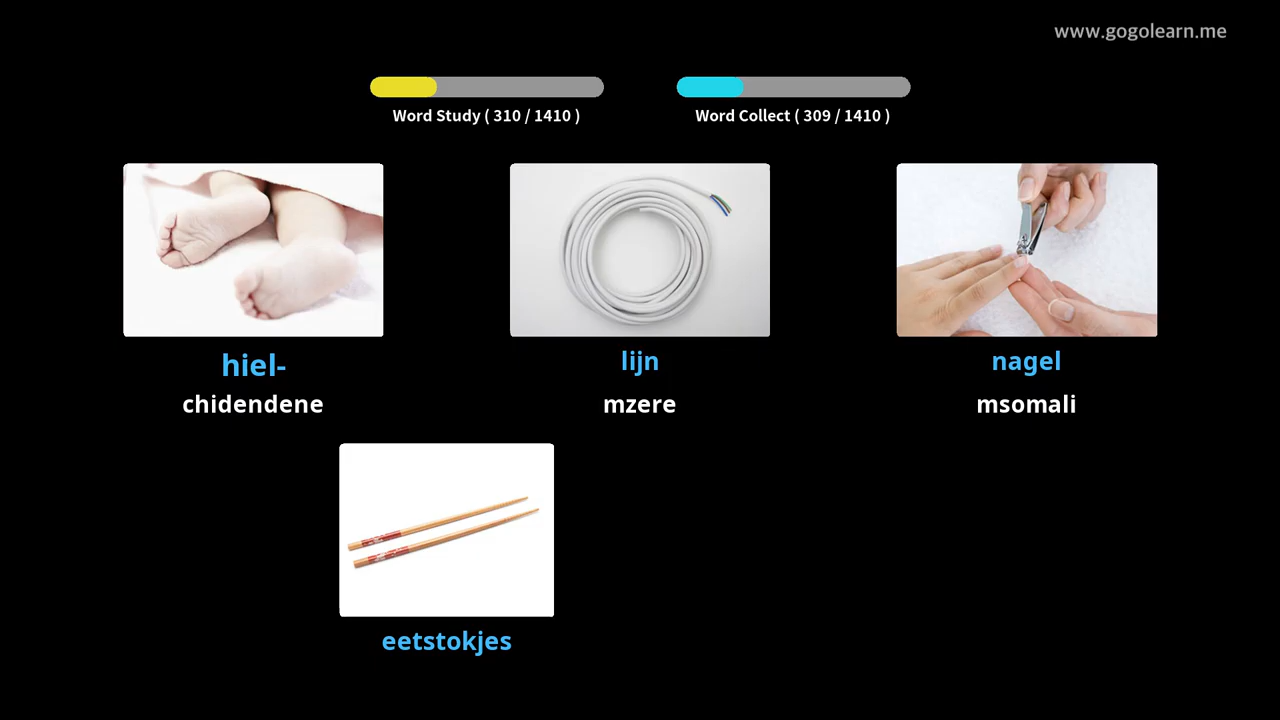 www.gogolearn.me
Word Study ( 310 / 1410 )
Word Collect ( 309 / 1410 )
hiel-
lijn
nagel
chidendene
mzere
msomali
eetstokjes